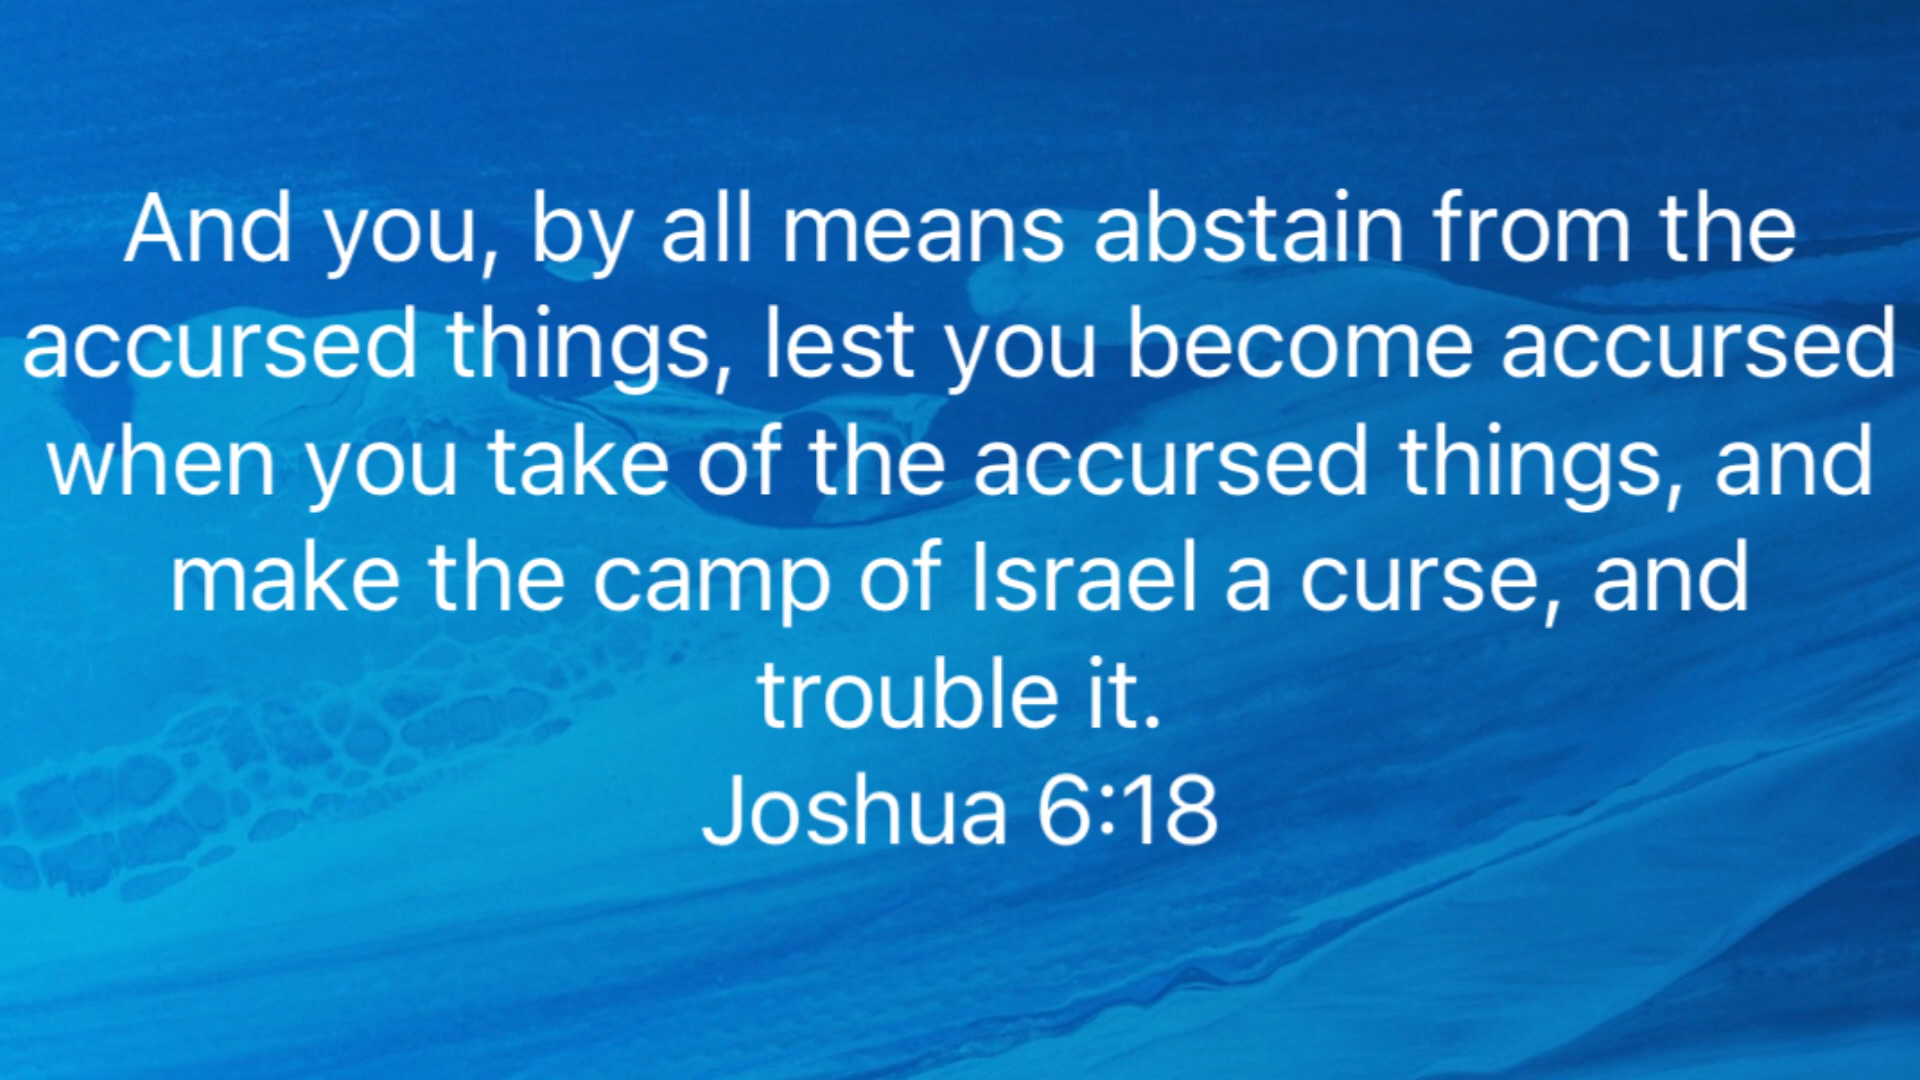 And you, by all means abstain from the
accursed things, lest you become accursed
when you take of the accursed things, and
make the camp of Israel a curse, and
trouble it.
Joshua 6:18